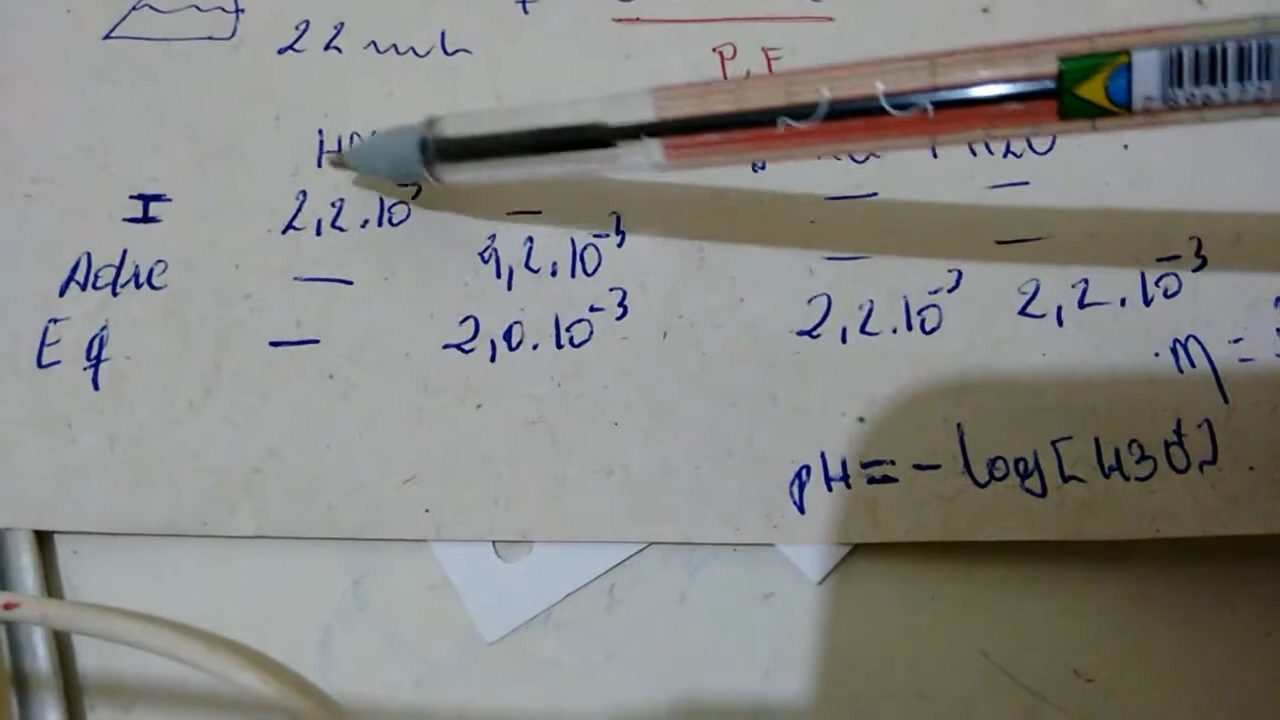 22 mL
P.F
I 2,2.10⁻³ — — —
Adic — 4,2.10⁻³ — —
Eq — 2,0.10⁻³ 2,2.10⁻³ 2,2.10⁻³
n =
pH = - log [H3O+]